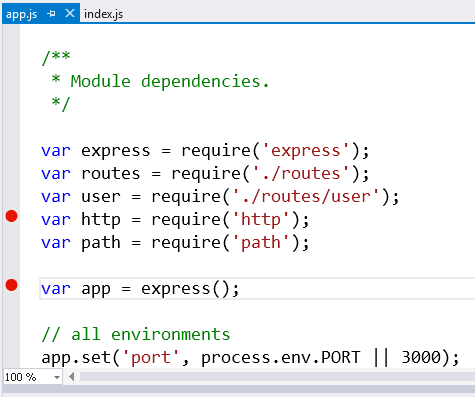 app.js index.js
/**
 * Module dependencies.
 */
var express = require('express');
var routes = require('./routes');
var user = require('./routes/user');
var http = require('http');
var path = require('path');
var app = express();
// all environments
app.set('port', process.env.PORT || 3000);
100 %